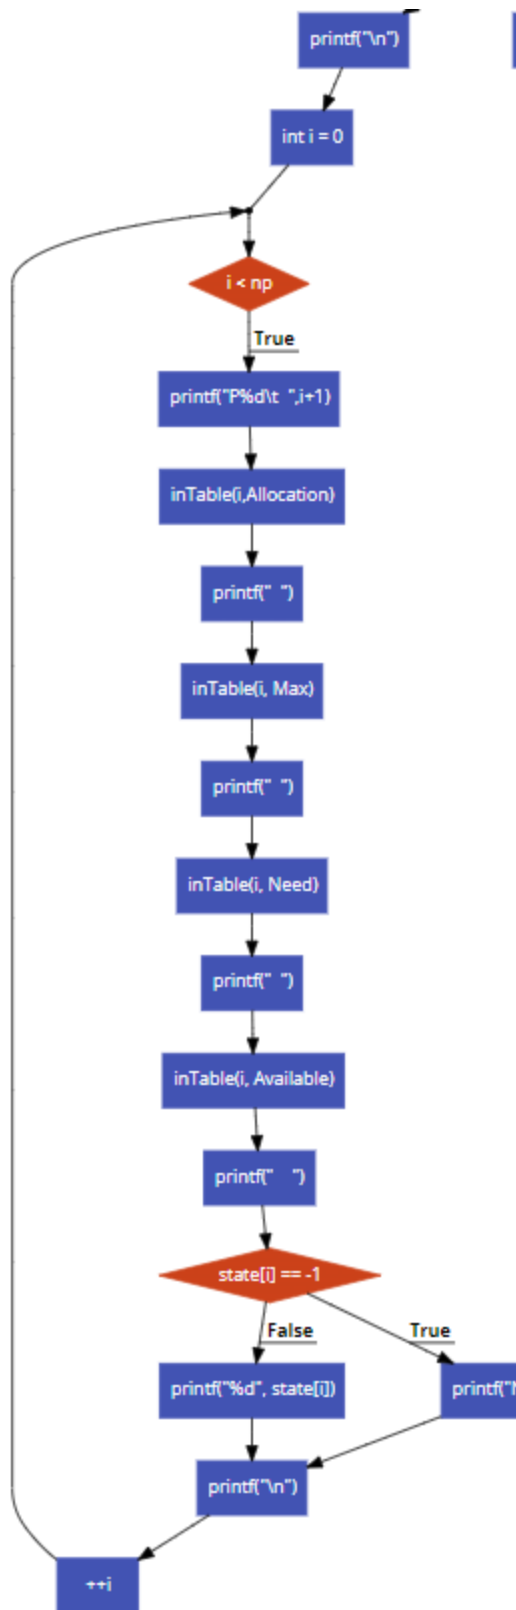 printf("\n")
int i = 0
i < np
True
printf("P%d\t  ",i+1)
inTable(i,Allocation)
printf("  ")
inTable(i, Max)
printf("  ")
inTable(i, Need)
printf("  ")
inTable(i, Available)
printf("    ")
state[i] == -1
False
True
printf("%d", state[i])
printf("N
printf("\n")
++i